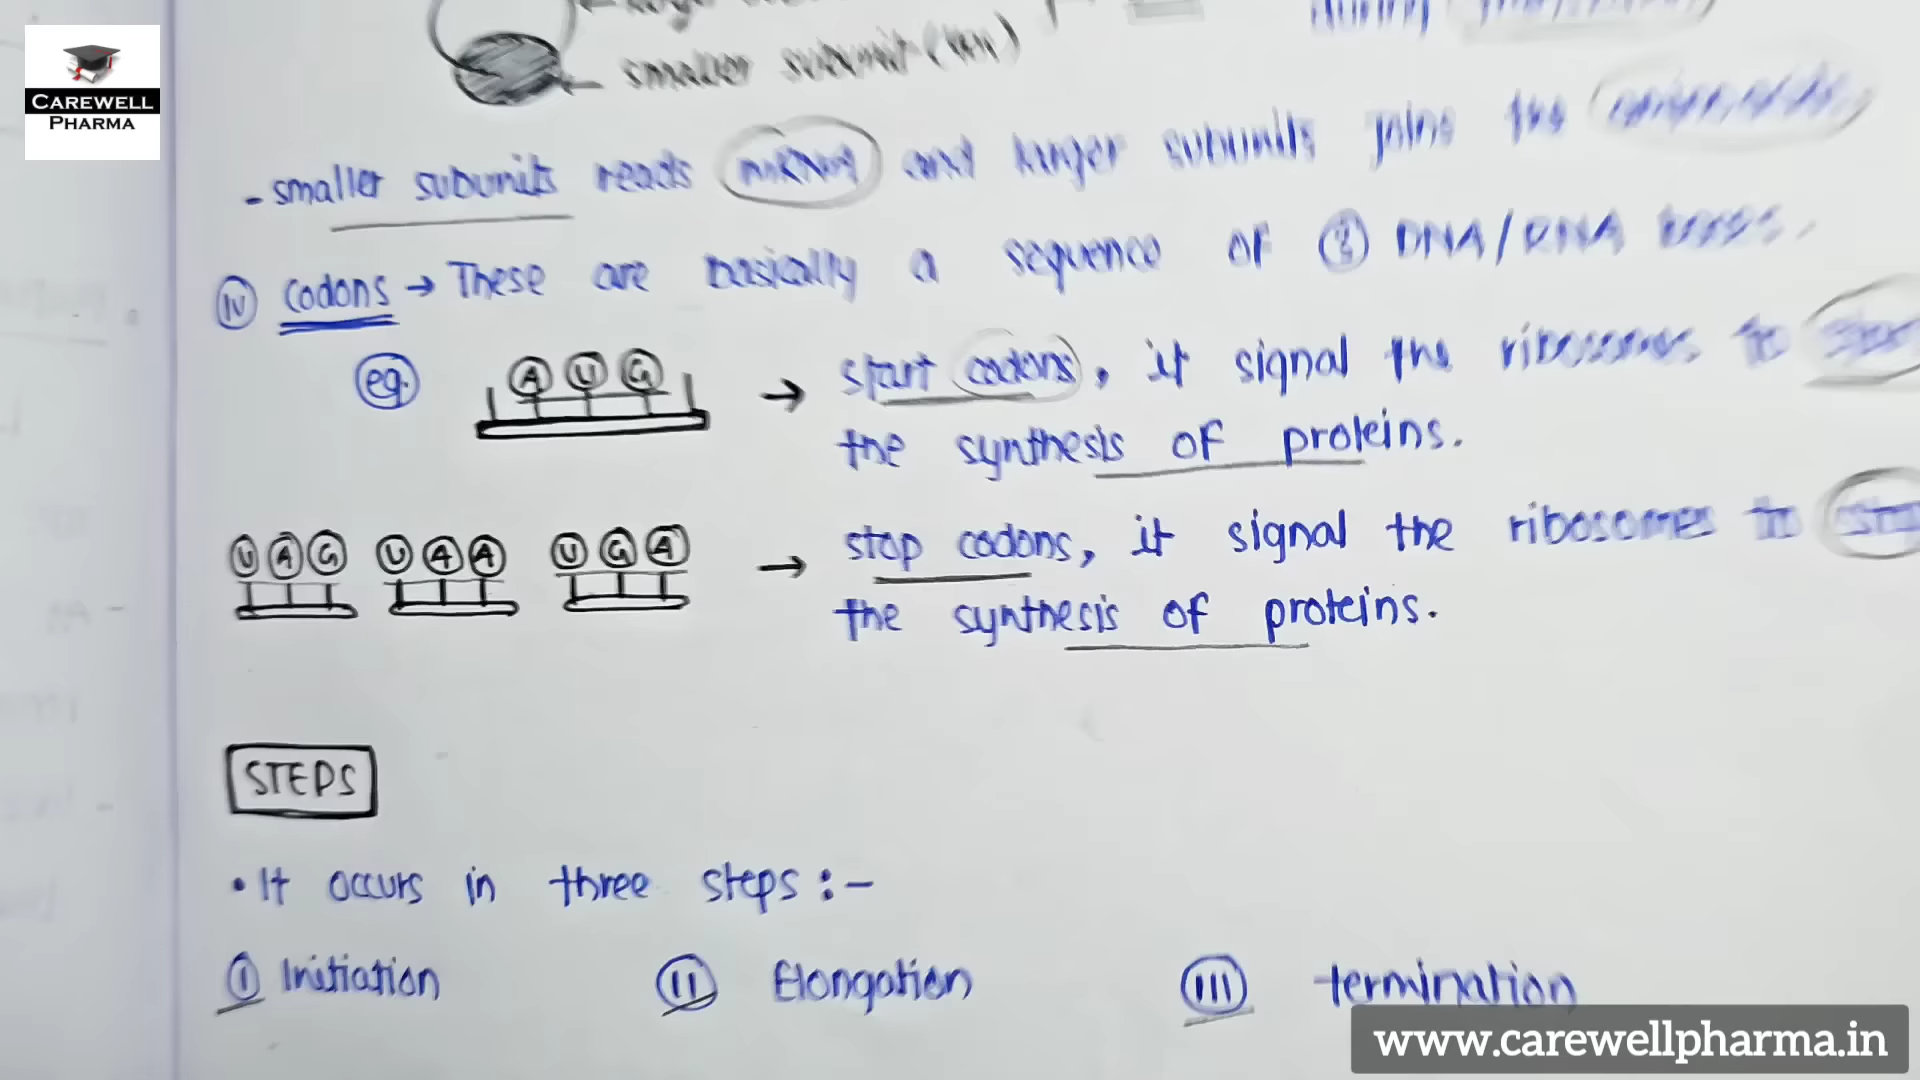 CAREWELL
PHARMA
smaller subunit
during
- smaller subunits reads mRNA and larger subunits joins the
iv codons → These are basically a sequence of 3 DNA/RNA bases.
eg. A U G → start codons, it signal the ribosomes to start
the synthesis of proteins.
U A G U A A U G A → stop codons, it signal the ribosomes to stop
the synthesis of proteins.
STEPS
• It occurs in three steps :-
I Initiation II Elongation III termination
www.carewellpharma.in